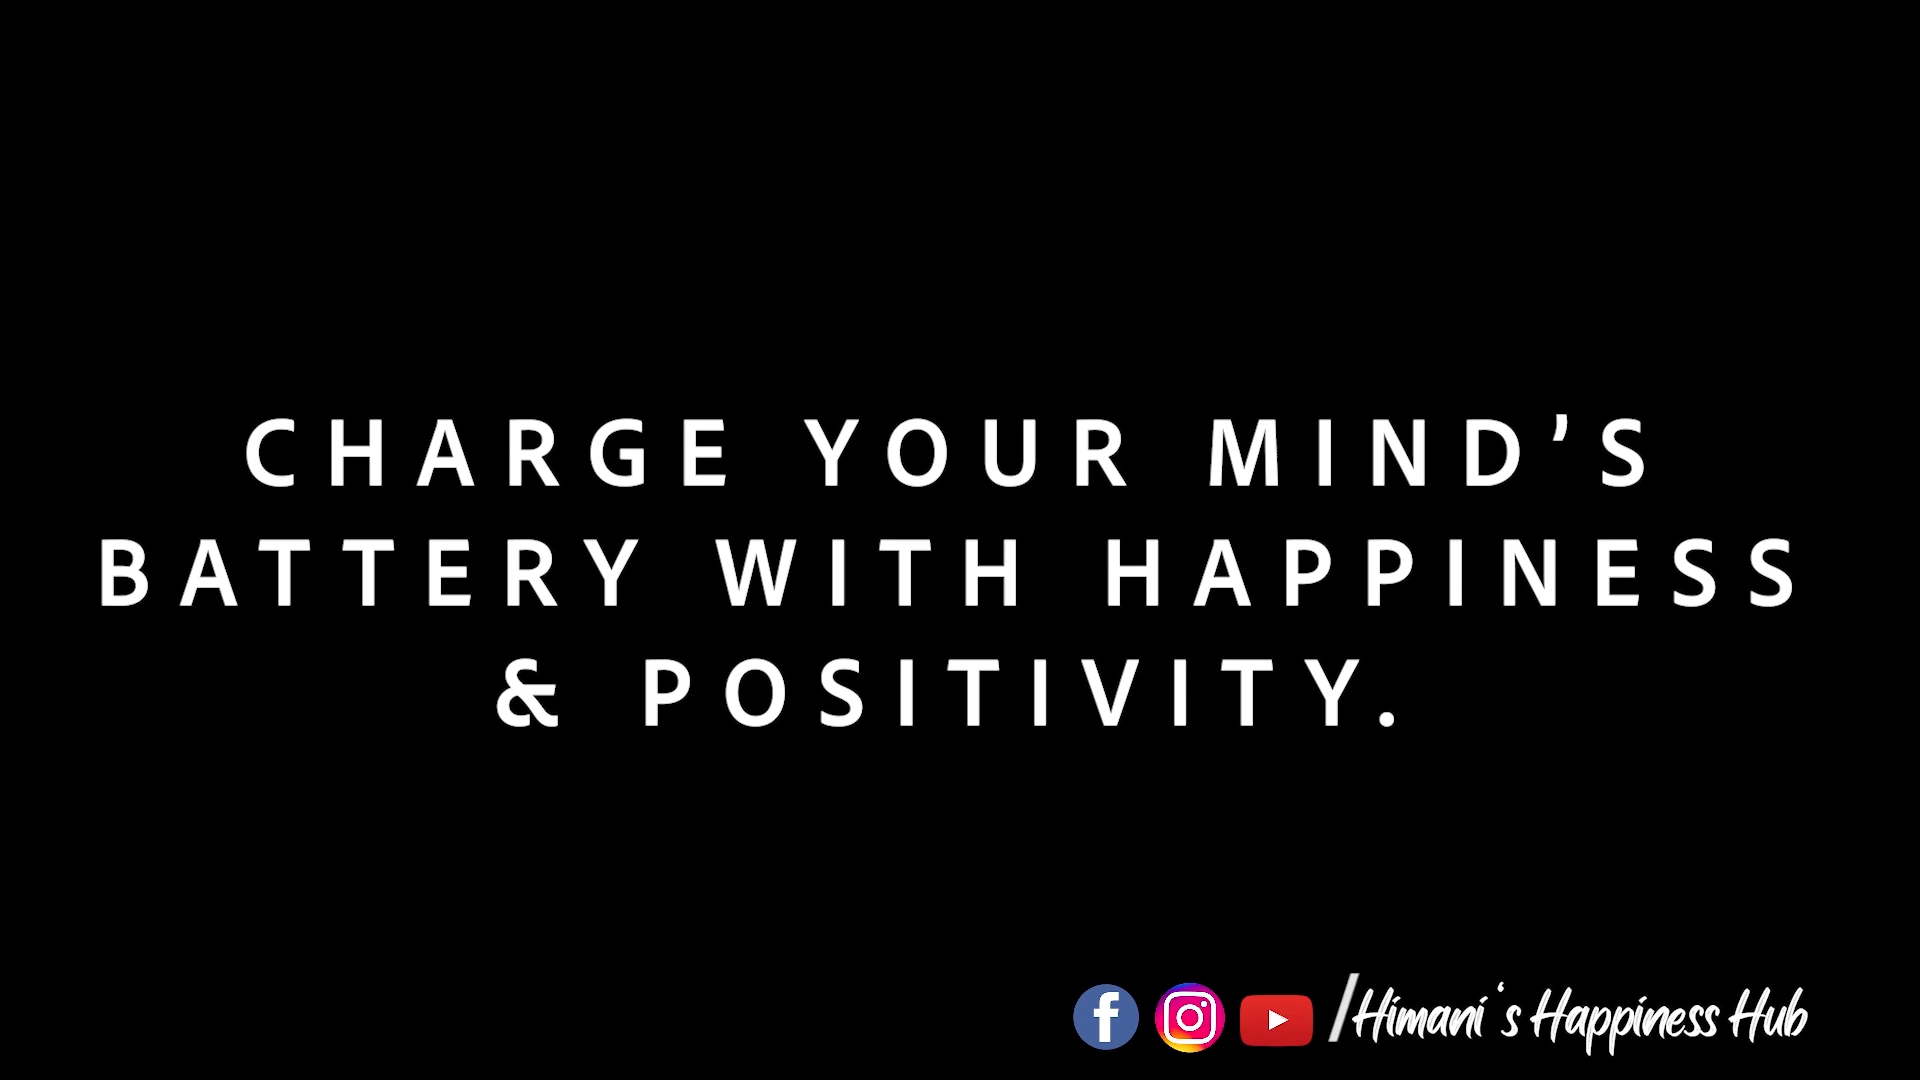 CHARGE YOUR MIND’S
BATTERY WITH HAPPINESS
& POSITIVITY.
/Himani‘s Happiness Hub